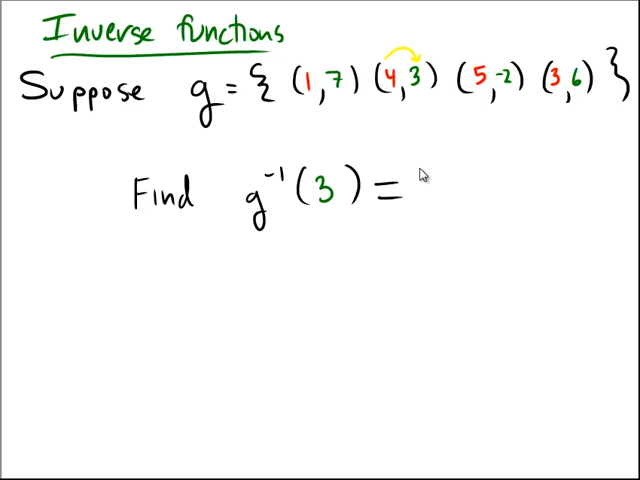 Inverse functions
Suppose g = { (1,7) (4,3) (5,-2) (3,6) }
Find g⁻¹(3) =